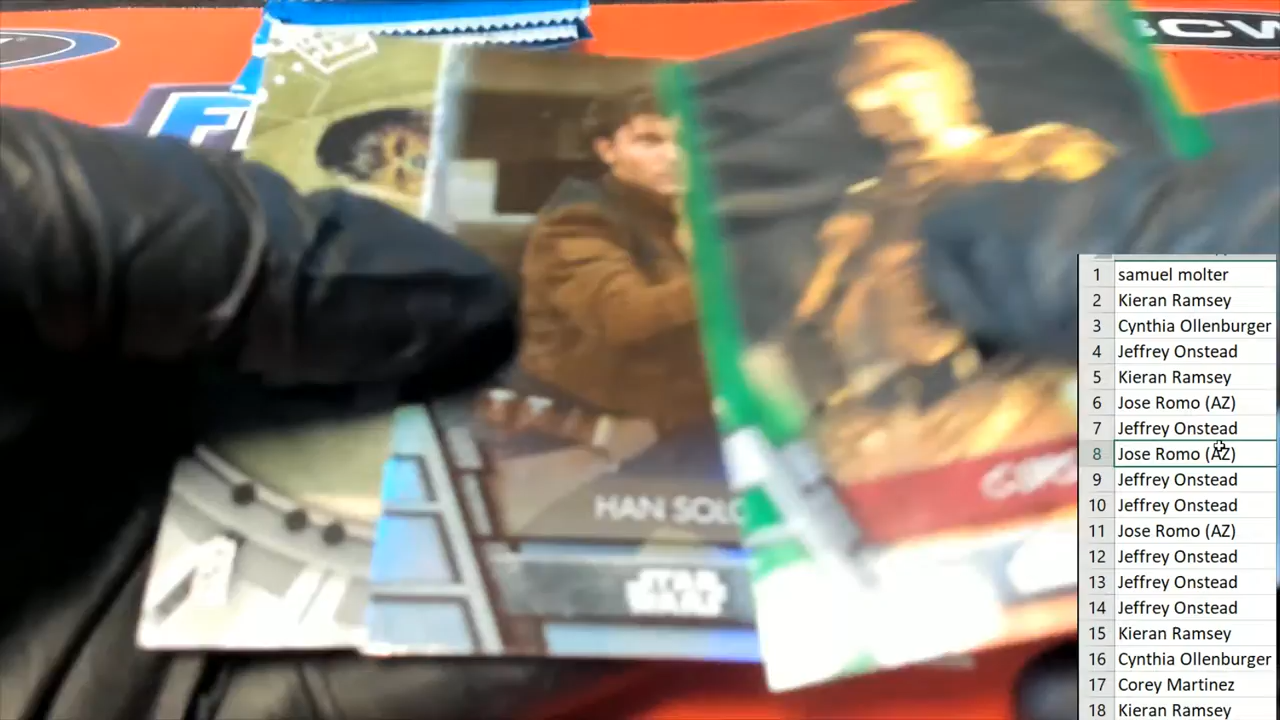 BCW
F
HAN SOLO
STAR
WARS
1 samuel molter
2 Kieran Ramsey
3 Cynthia Ollenburger
4 Jeffrey Onstead
5 Kieran Ramsey
6 Jose Romo (AZ)
7 Jeffrey Onstead
8 Jose Romo (AZ)
9 Jeffrey Onstead
10 Jeffrey Onstead
11 Jose Romo (AZ)
12 Jeffrey Onstead
13 Jeffrey Onstead
14 Jeffrey Onstead
15 Kieran Ramsey
16 Cynthia Ollenburger
17 Corey Martinez
18 Kieran Ramsey